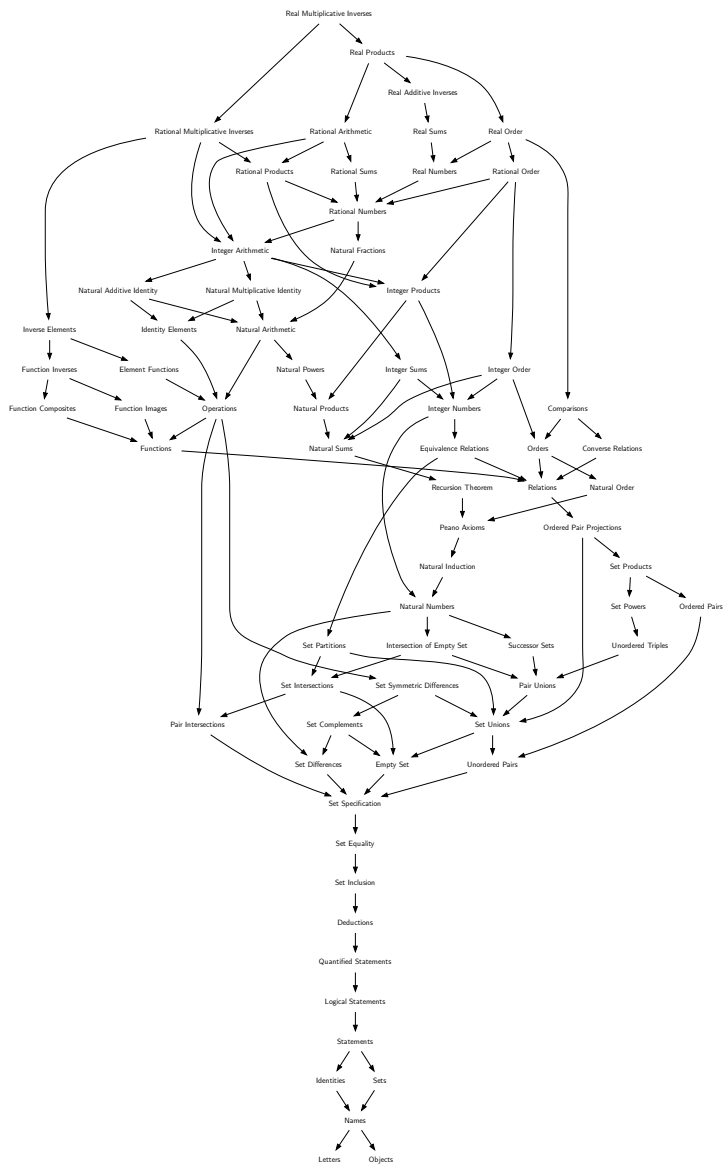 Real Multiplicative Inverses
Real Products
Real Additive Inverses
Rational Multiplicative Inverses
Rational Arithmetic
Real Sums
Real Order
Rational Products
Rational Sums
Real Numbers
Rational Order
Rational Numbers
Integer Arithmetic
Natural Fractions
Natural Additive Identity
Natural Multiplicative Identity
Integer Products
Inverse Elements
Identity Elements
Natural Arithmetic
Function Inverses
Element Functions
Natural Powers
Integer Sums
Integer Order
Function Composites
Function Images
Operations
Natural Products
Integer Numbers
Comparisons
Functions
Natural Sums
Equivalence Relations
Orders
Converse Relations
Recursion Theorem
Relations
Natural Order
Peano Axioms
Ordered Pair Projections
Natural Induction
Set Products
Natural Numbers
Set Powers
Ordered Pairs
Set Partitions
Intersection of Empty Set
Successor Sets
Unordered Triples
Set Intersections
Set Symmetric Differences
Pair Unions
Pair Intersections
Set Complements
Set Unions
Set Differences
Empty Set
Unordered Pairs
Set Specification
Set Equality
Set Inclusion
Deductions
Quantified Statements
Logical Statements
Statements
Identities
Sets
Names
Letters
Objects